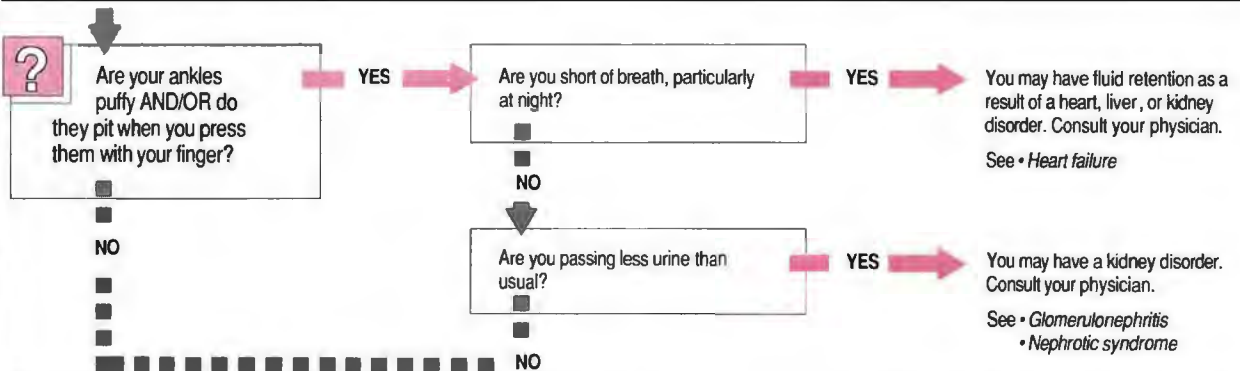 ?
Are your ankles
puffy AND/OR do
they pit when you press
them with your finger?
YES
Are you short of breath, particularly
at night?
YES
You may have fluid retention as a
result of a heart, liver, or kidney
disorder. Consult your physician.
See • Heart failure
NO
NO
Are you passing less urine than
usual?
YES
You may have a kidney disorder.
Consult your physician.
See • Glomerulonephritis
• Nephrotic syndrome
NO